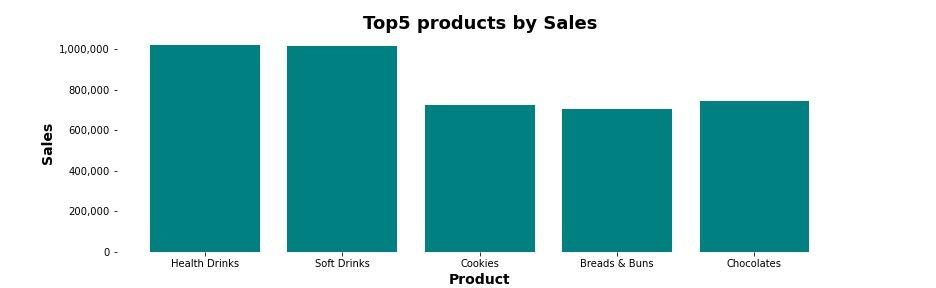 Top5 products by Sales
Sales
1,000,000
800,000
600,000
400,000
200,000
0
Health Drinks
Soft Drinks
Cookies
Breads & Buns
Chocolates
Product